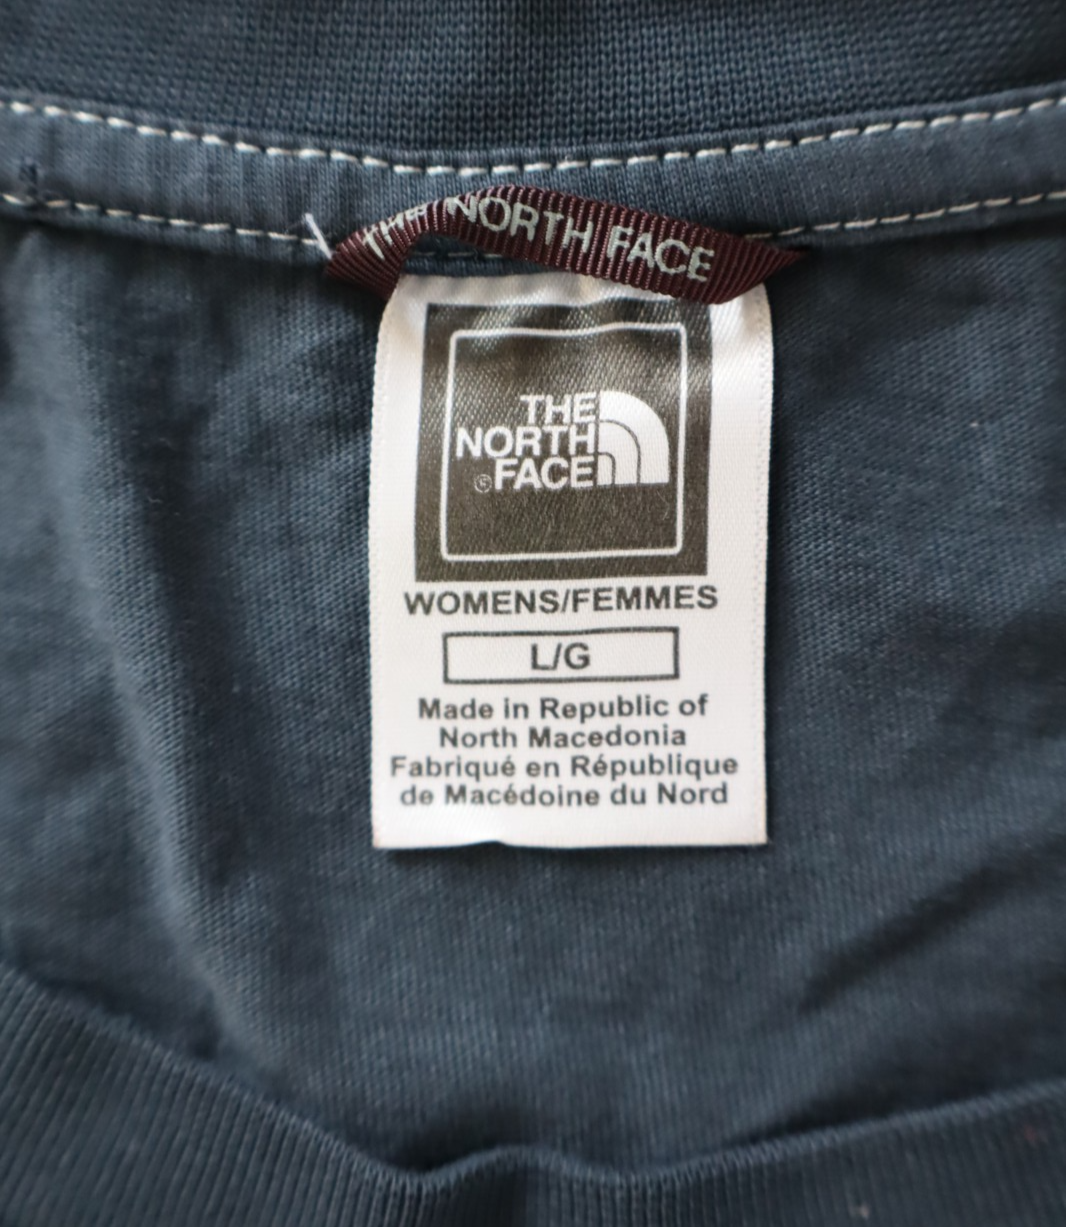 THE NORTH FACE
THE
NORTH
©FACE
WOMENS/FEMMES
L/G
Made in Republic of
North Macedonia
Fabriqué en République
de Macédoine du Nord